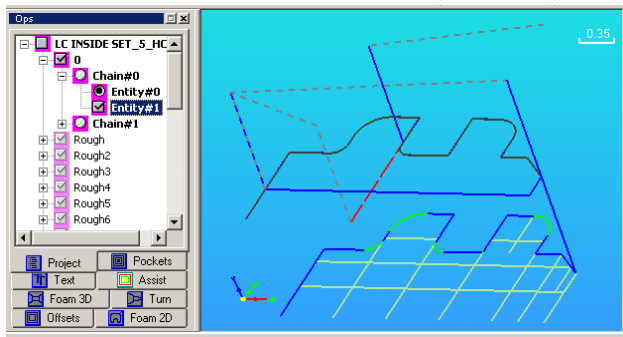 Ops
LC INSIDE SET_5_HC
0
Chain#0
Entity#0
Entity#1
Chain#1
Rough
Rough2
Rough3
Rough4
Rough5
Rough6
Project
Pockets
Text
Assist
Foam 3D
Turn
Offsets
Foam 2D
0.35